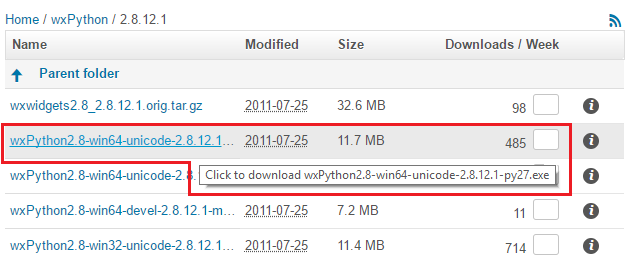 Home / wxPython / 2.8.12.1
Name Modified Size Downloads / Week
Parent folder
wxwidgets2.8_2.8.12.1.orig.tar.gz 2011-07-25 32.6 MB 98
wxPython2.8-win64-unicode-2.8.12.1... 2011-07-25 11.7 MB 485
wxPython2.8-win64-unicode-2.8.
Click to download wxPython2.8-win64-unicode-2.8.12.1-py27.exe
wxPython2.8-win64-devel-2.8.12.1-m... 2011-07-25 7.2 MB 11
wxPython2.8-win32-unicode-2.8.12.1... 2011-07-25 11.4 MB 714